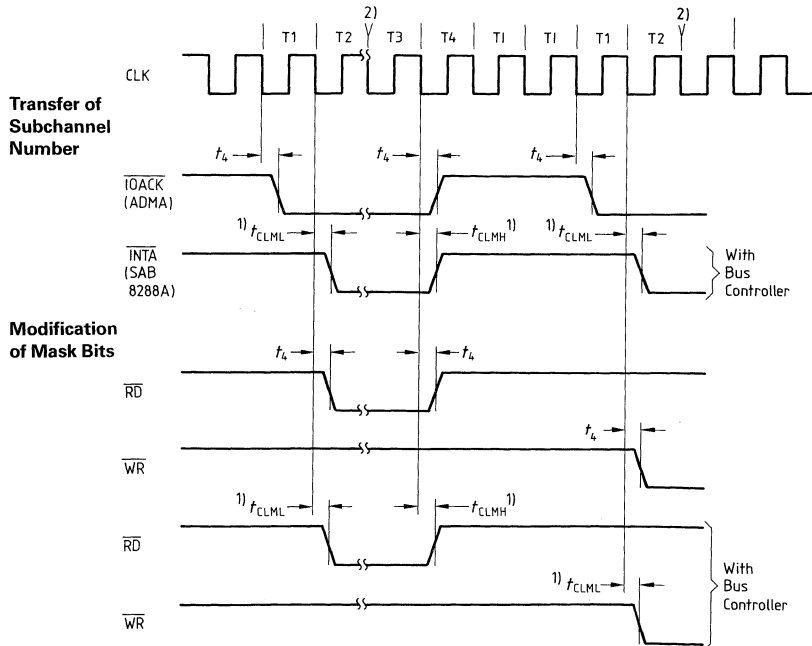 2) 2)
T1 T2 T3 T4 TI TI T1 T2
CLK
Transfer of
Subchannel
Number
t4 t4 t4
IOACK
(ADMA)
1) tCLML tCLMH 1) 1) tCLML
INTA
(SAB
8288A)
With
Bus
Controller
Modification
of Mask Bits
t4 t4
RD
t4
WR
1) tCLML tCLMH 1)
RD
With
Bus
Controller
1) tCLML
WR